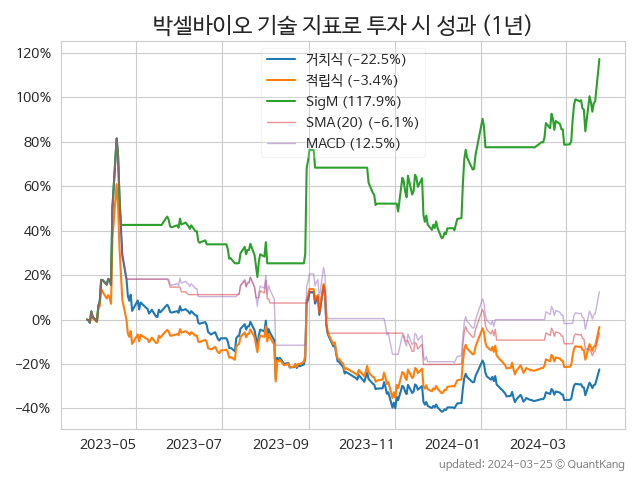 박셀바이오 기술 지표로 투자 시 성과 (1년)
거치식 (−22.5%)
적립식 (−3.4%)
SigM (117.9%)
SMA(20) (−6.1%)
MACD (12.5%)
120%
100%
80%
60%
40%
20%
0%
−20%
−40%
2023-05
2023-07
2023-09
2023-11
2024-01
2024-03
updated: 2024-03-25 © QuantKang